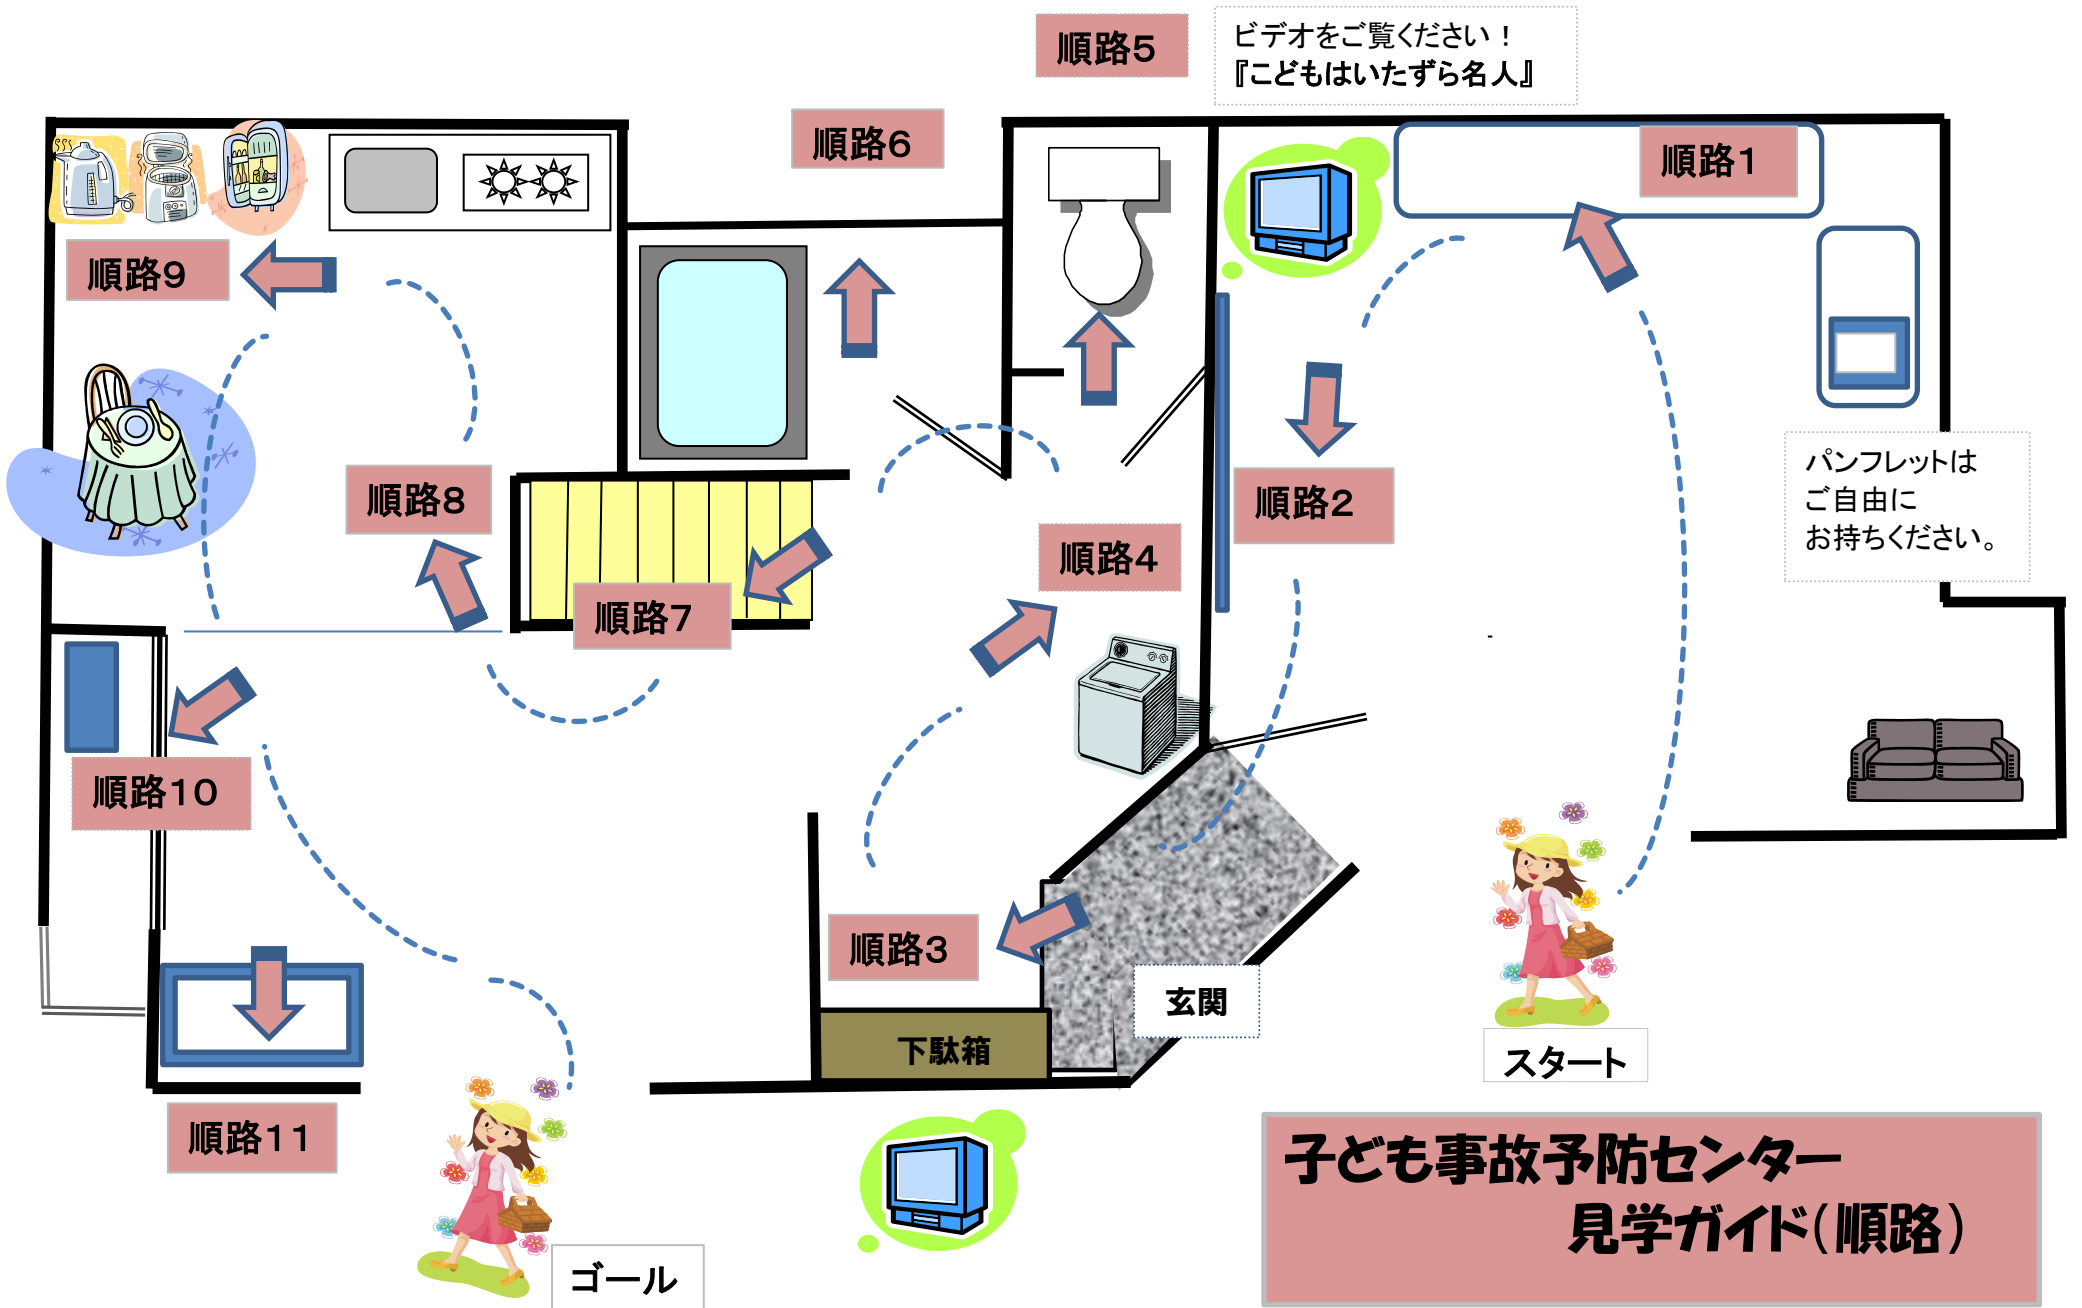 順路5
ビデオをご覧ください！
『こどもはいたずら名人』
順路6
順路1
順路9
順路8
順路2
パンフレットは
ご自由に
お持ちください。
順路4
順路7
順路10
順路3
玄関
下駄箱
スタート
順路11
ゴール
子ども事故予防センター
見学ガイド（順路）